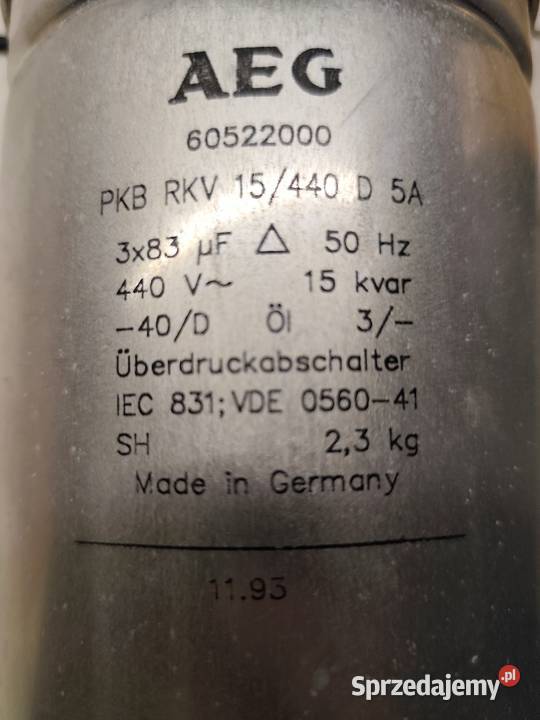 AEG
60522000
PKB RKV 15/440 D 5A
3x83 µF △ 50 Hz
440 V~ 15 kvar
-40/D Öl 3/-
Überdruckabschalter
IEC 831; VDE 0560-41
SH 2,3 kg
Made in Germany
11.93
Sprzedajemy.pl